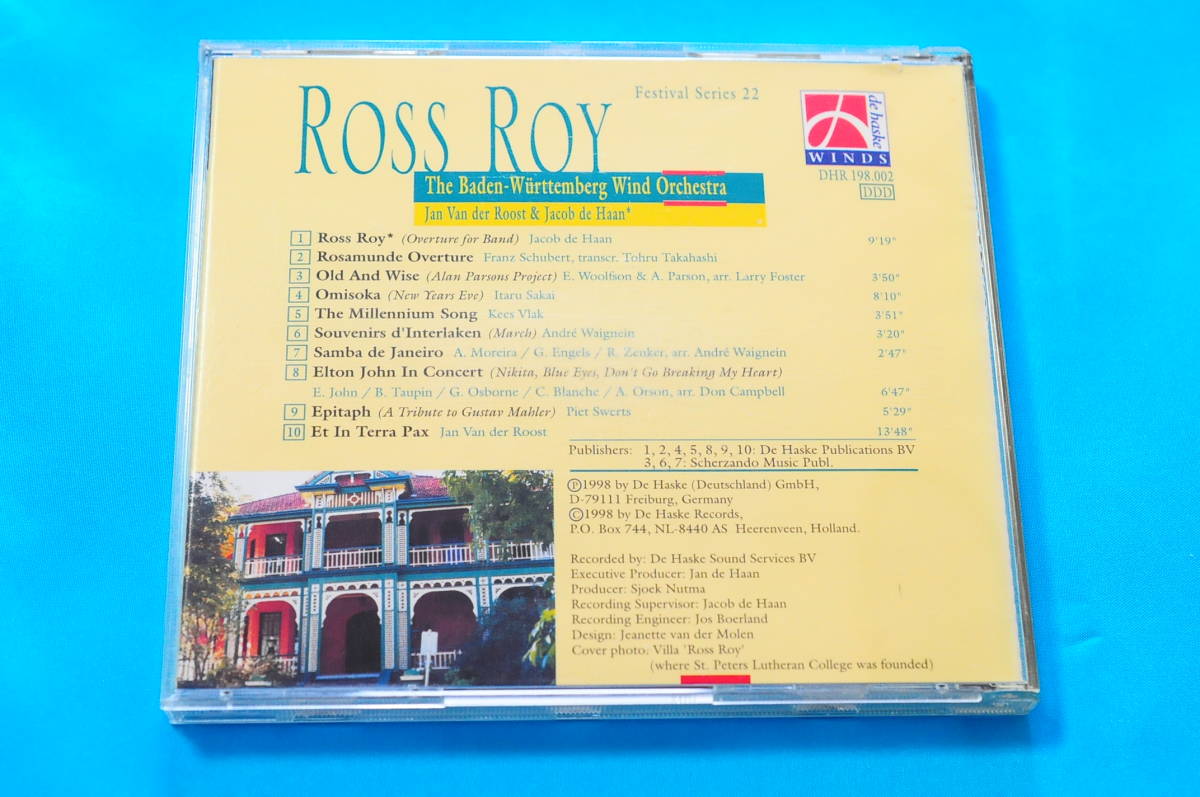 ROSS ROY
Festival Series 22
de haske
WINDS
DHR 198.002
DDD
The Baden-Württemberg Wind Orchestra
Jan Van der Roost & Jacob de Haan*
1 Ross Roy* (Overture for Band) Jacob de Haan 9'19"
2 Rosamunde Overture Franz Schubert, transcr. Tohru Takahashi
3 Old And Wise (Alan Parsons Project) E. Woolfson & A. Parson, arr. Larry Foster 3'50"
4 Omisoka (New Years Eve) Itaru Sakai 8'10"
5 The Millennium Song Kees Vlak 3'51"
6 Souvenirs d'Interlaken (March) André Waignein 3'20"
7 Samba de Janeiro A. Moreira / G. Engels / R. Zenker, arr. André Waignein 2'47"
8 Elton John In Concert (Nikita, Blue Eyes, Don't Go Breaking My Heart)
E. John / B. Taupin / G. Osborne / C. Blanche / A. Orson, arr. Don Campbell 6'47"
9 Epitaph (A Tribute to Gustav Mahler) Piet Swerts 5'29"
10 Et In Terra Pax Jan Van der Roost 13'48"
Publishers: 1, 2, 4, 5, 8, 9, 10: De Haske Publications BV
3, 6, 7: Scherzando Music Publ.
℗1998 by De Haske (Deutschland) GmbH,
D-79111 Freiburg, Germany
©1998 by De Haske Records,
P.O. Box 744, NL-8440 AS Heerenveen, Holland.
Recorded by: De Haske Sound Services BV
Executive Producer: Jan de Haan
Producer: Sjoek Nutma
Recording Supervisor: Jacob de Haan
Recording Engineer: Jos Boerland
Design: Jeanette van der Molen
Cover photo: Villa 'Ross Roy'
(where St. Peters Lutheran College was founded)